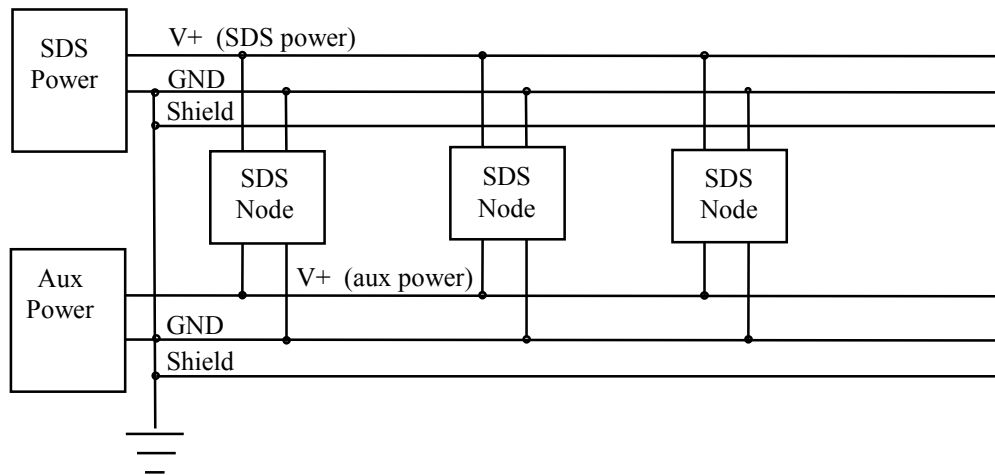 SDS
Power
V+ (SDS power)
GND
Shield
SDS
Node
SDS
Node
SDS
Node
Aux
Power
V+ (aux power)
GND
Shield